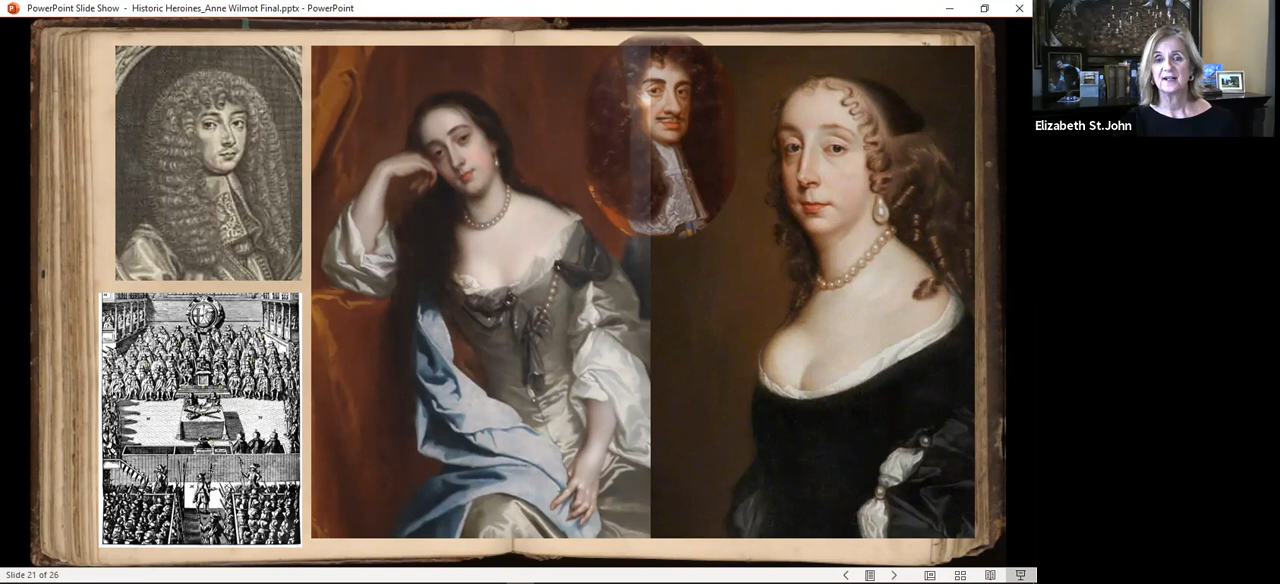 PowerPoint Slide Show - Historic Heroines_Anne Wilmot Final.pptx - PowerPoint
Elizabeth St.John
Slide 21 of 26